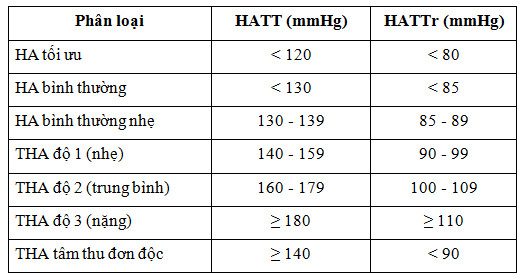 Phân loại HATT (mmHg) HATTr (mmHg)
HA tối ưu < 120 < 80
HA bình thường < 130 < 85
HA bình thường nhẹ 130 - 139 85 - 89
THA độ 1 (nhẹ) 140 - 159 90 - 99
THA độ 2 (trung bình) 160 - 179 100 - 109
THA độ 3 (nặng) ≥ 180 ≥ 110
THA tâm thu đơn độc ≥ 140 < 90